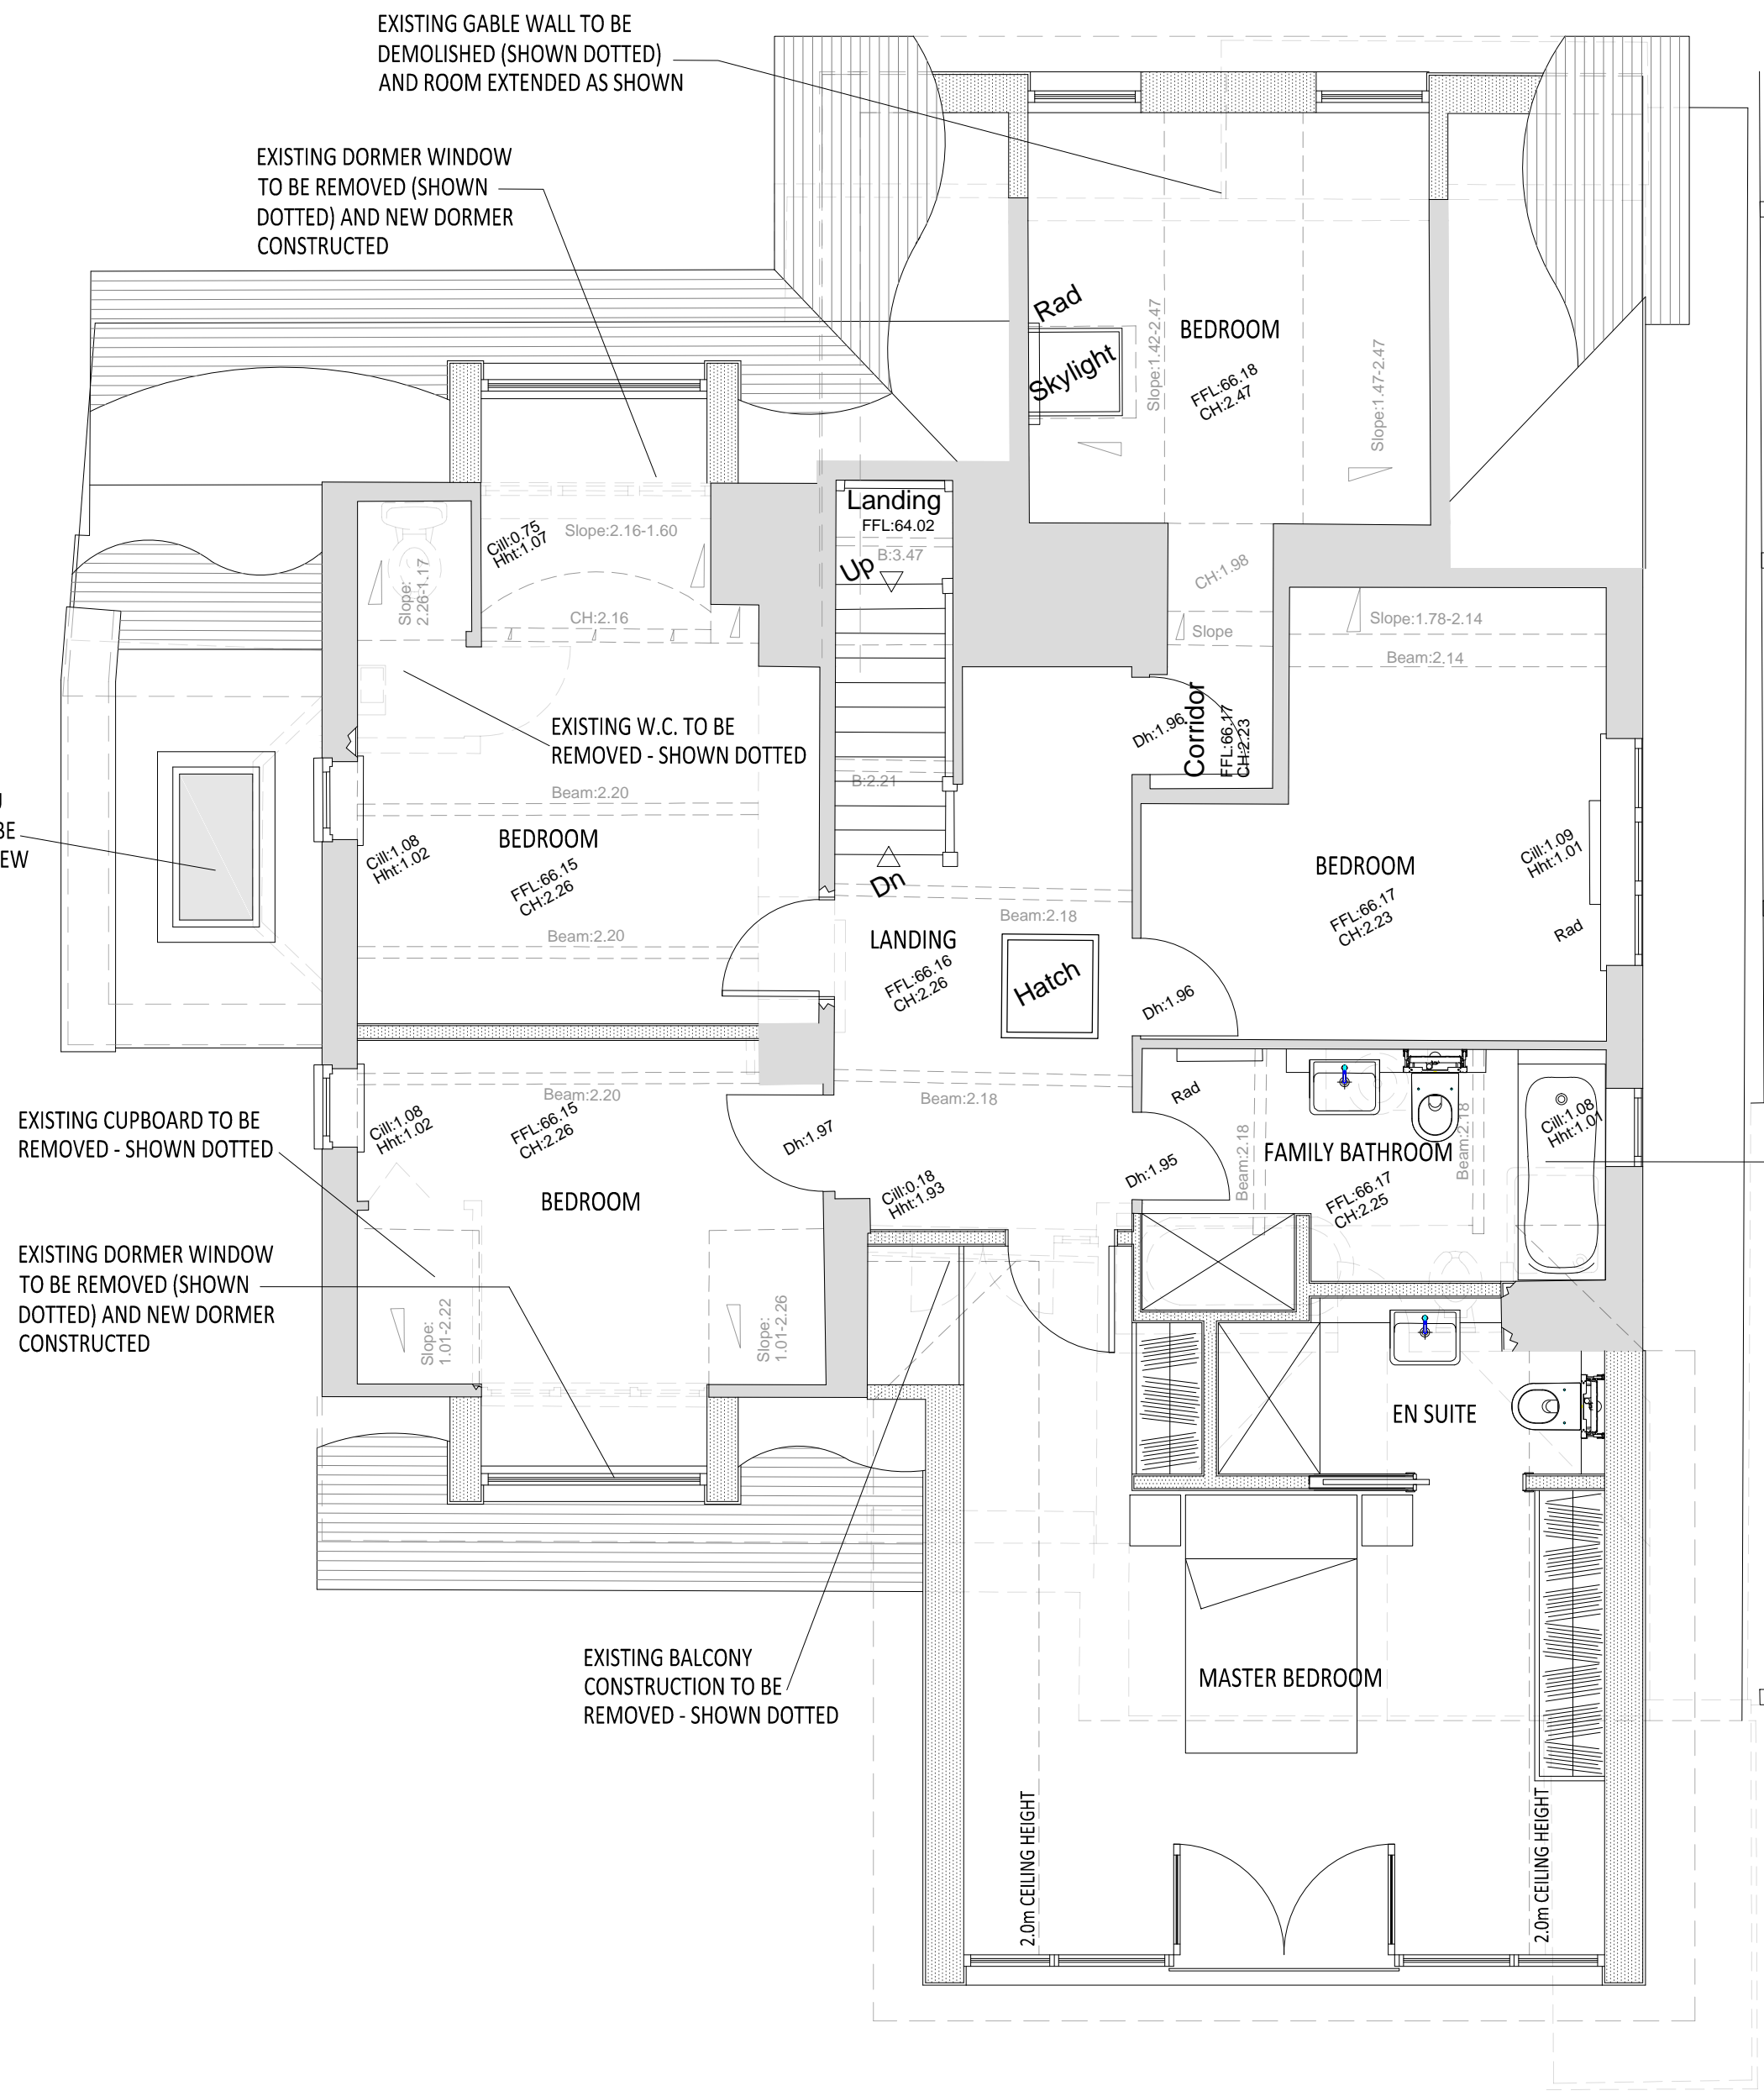 EXISTING GABLE WALL TO BE
DEMOLISHED (SHOWN DOTTED)
AND ROOM EXTENDED AS SHOWN
EXISTING DORMER WINDOW
TO BE REMOVED (SHOWN
DOTTED) AND NEW DORMER
CONSTRUCTED
Rad
Skylight
Slope:1.42-2.47
BEDROOM
FFL:66.18
CH:2.47
Slope:1.47-2.47
Landing
FFL:64.02
B:3.47
Up
Cill:0.75
Hht:1.07
Slope:2.16-1.60
Slope:
2.26-1.17
CH:2.16
CH:1.98
Slope
Slope:1.78-2.14
Beam:2.14
EXISTING W.C. TO BE
REMOVED - SHOWN DOTTED
Dh:1.96
Corridor
FFL:66.17
CH:2.23
B:2.21
Beam:2.20
BEDROOM
Cill:1.08
Hht:1.02
FFL:66.15
CH:2.26
BE
EW
Dn
BEDROOM
FFL:66.17
CH:2.23
Cill:1.09
Hht:1.01
Rad
Beam:2.20
Beam:2.18
LANDING
FFL:66.16
CH:2.26
Hatch
Dh:1.96
Beam:2.20
Beam:2.18
EXISTING CUPBOARD TO BE
REMOVED - SHOWN DOTTED
Cill:1.08
Hht:1.02
FFL:66.15
CH:2.26
Dh:1.97
BEDROOM
Rad
Dh:1.95
Cill:0.18
Hht:1.93
Beam:2.18
FAMILY BATHROOM
FFL:66.17
CH:2.25
Beam:2.18
Cill:1.08
Hht:1.01
EXISTING DORMER WINDOW
TO BE REMOVED (SHOWN
DOTTED) AND NEW DORMER
CONSTRUCTED
Slope:
1.01-2.22
Slope:
1.01-2.26
EN SUITE
EXISTING BALCONY
CONSTRUCTION TO BE
REMOVED - SHOWN DOTTED
MASTER BEDROOM
2.0m CEILING HEIGHT
2.0m CEILING HEIGHT